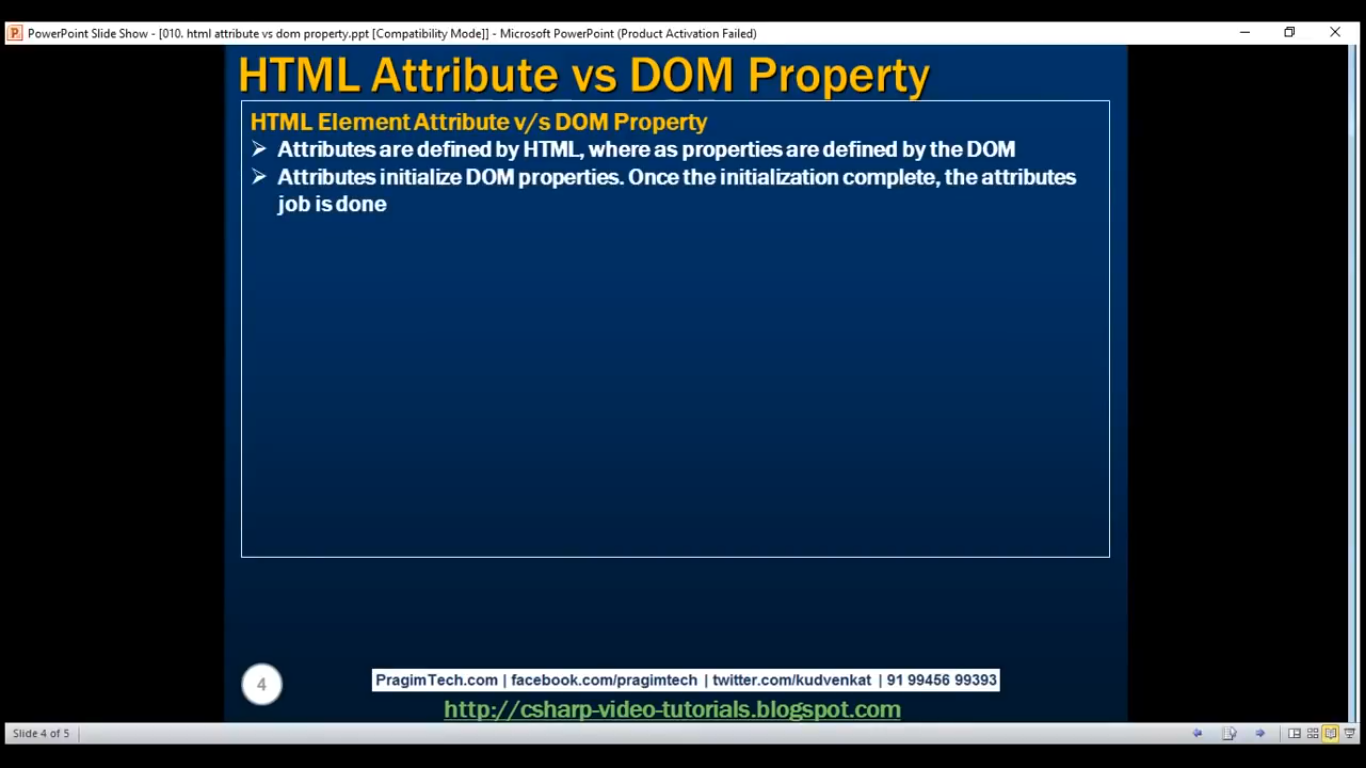 PowerPoint Slide Show - [010. html attribute vs dom property.ppt [Compatibility Mode]] - Microsoft PowerPoint (Product Activation Failed)
HTML Attribute vs DOM Property
HTML Element Attribute v/s DOM Property
Attributes are defined by HTML, where as properties are defined by the DOM
Attributes initialize DOM properties. Once the initialization complete, the attributes
job is done
4
PragimTech.com | facebook.com/pragimtech | twitter.com/kudvenkat | 91 99456 99393
http://csharp-video-tutorials.blogspot.com
Slide 4 of 5